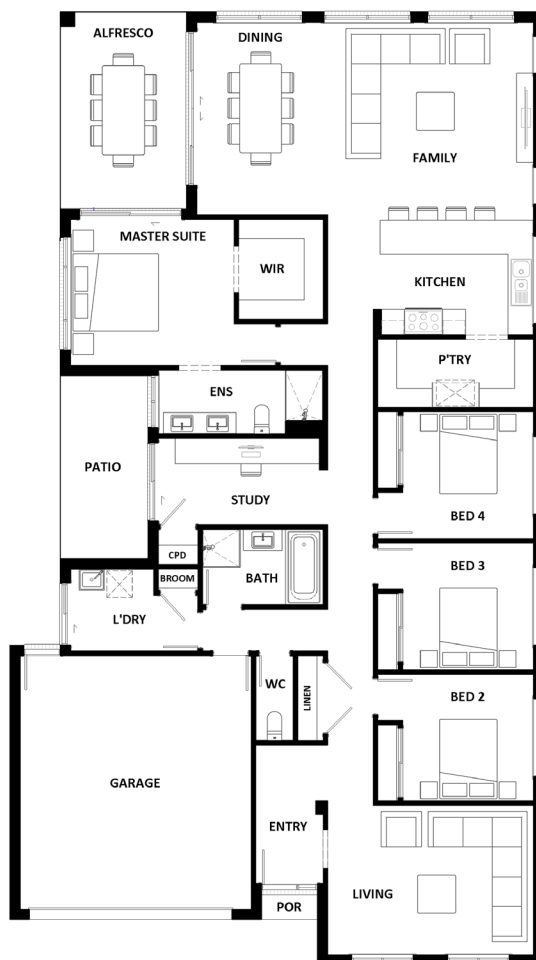 ALFRESCO
DINING
FAMILY
MASTER SUITE
WIR
KITCHEN
P'TRY
ENS
PATIO
STUDY
BED 4
CPD
BROOM
BATH
BED 3
L'DRY
WC
LINEN
BED 2
GARAGE
ENTRY
LIVING
POR